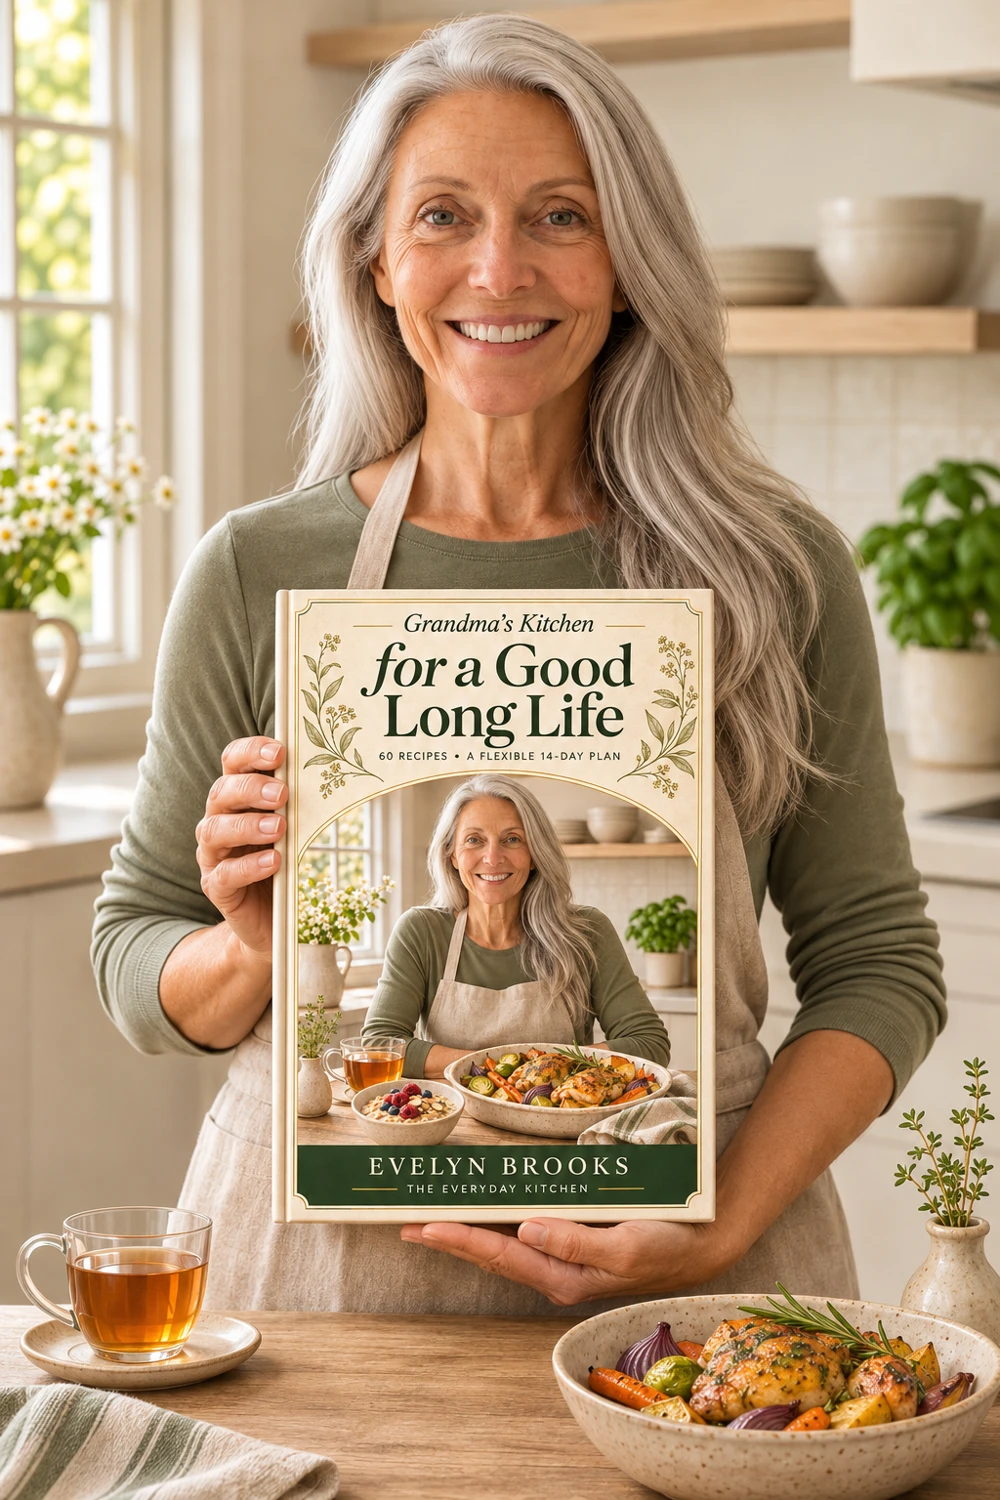 Grandma's Kitchen
for a Good
Long Life
60 RECIPES • A FLEXIBLE 14-DAY PLAN
EVELYN BROOKS
THE EVERYDAY KITCHEN